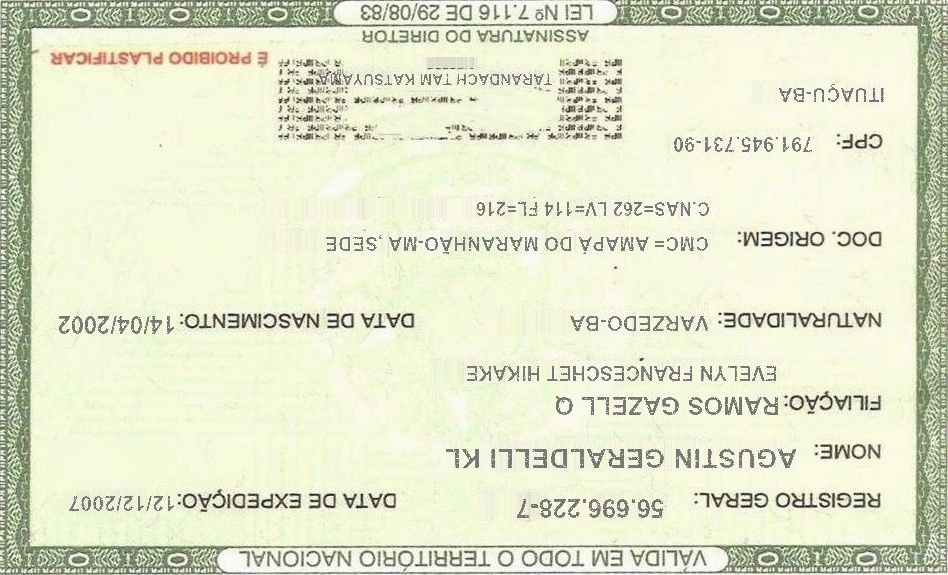 VÁLIDA EM TODO O TERRITÓRIO NACIONAL
REGISTRO GERAL: 56.696.228-7 DATA DE EXPEDIÇÃO: 12/12/2007
NOME: AGUSTIN GERALDELLI KL
FILIAÇÃO: RAMOS GAZELL Q
EVELYN FRANCESCHET HIKAKE
NATURALIDADE: VARZEDO-BA DATA DE NASCIMENTO: 14/04/2002
DOC. ORIGEM: CMC= AMAPÁ DO MARANHÃO-MA, SEDE
C.NAS=262 LV=114 FL=216
CPF: 791.945.731-90
ITUAÇU-BA
TARANDACH TAM KATSUYAMA
É PROIBIDO PLASTIFICAR
ASSINATURA DO DIRETOR
LEI Nº 7.116 DE 29/08/83